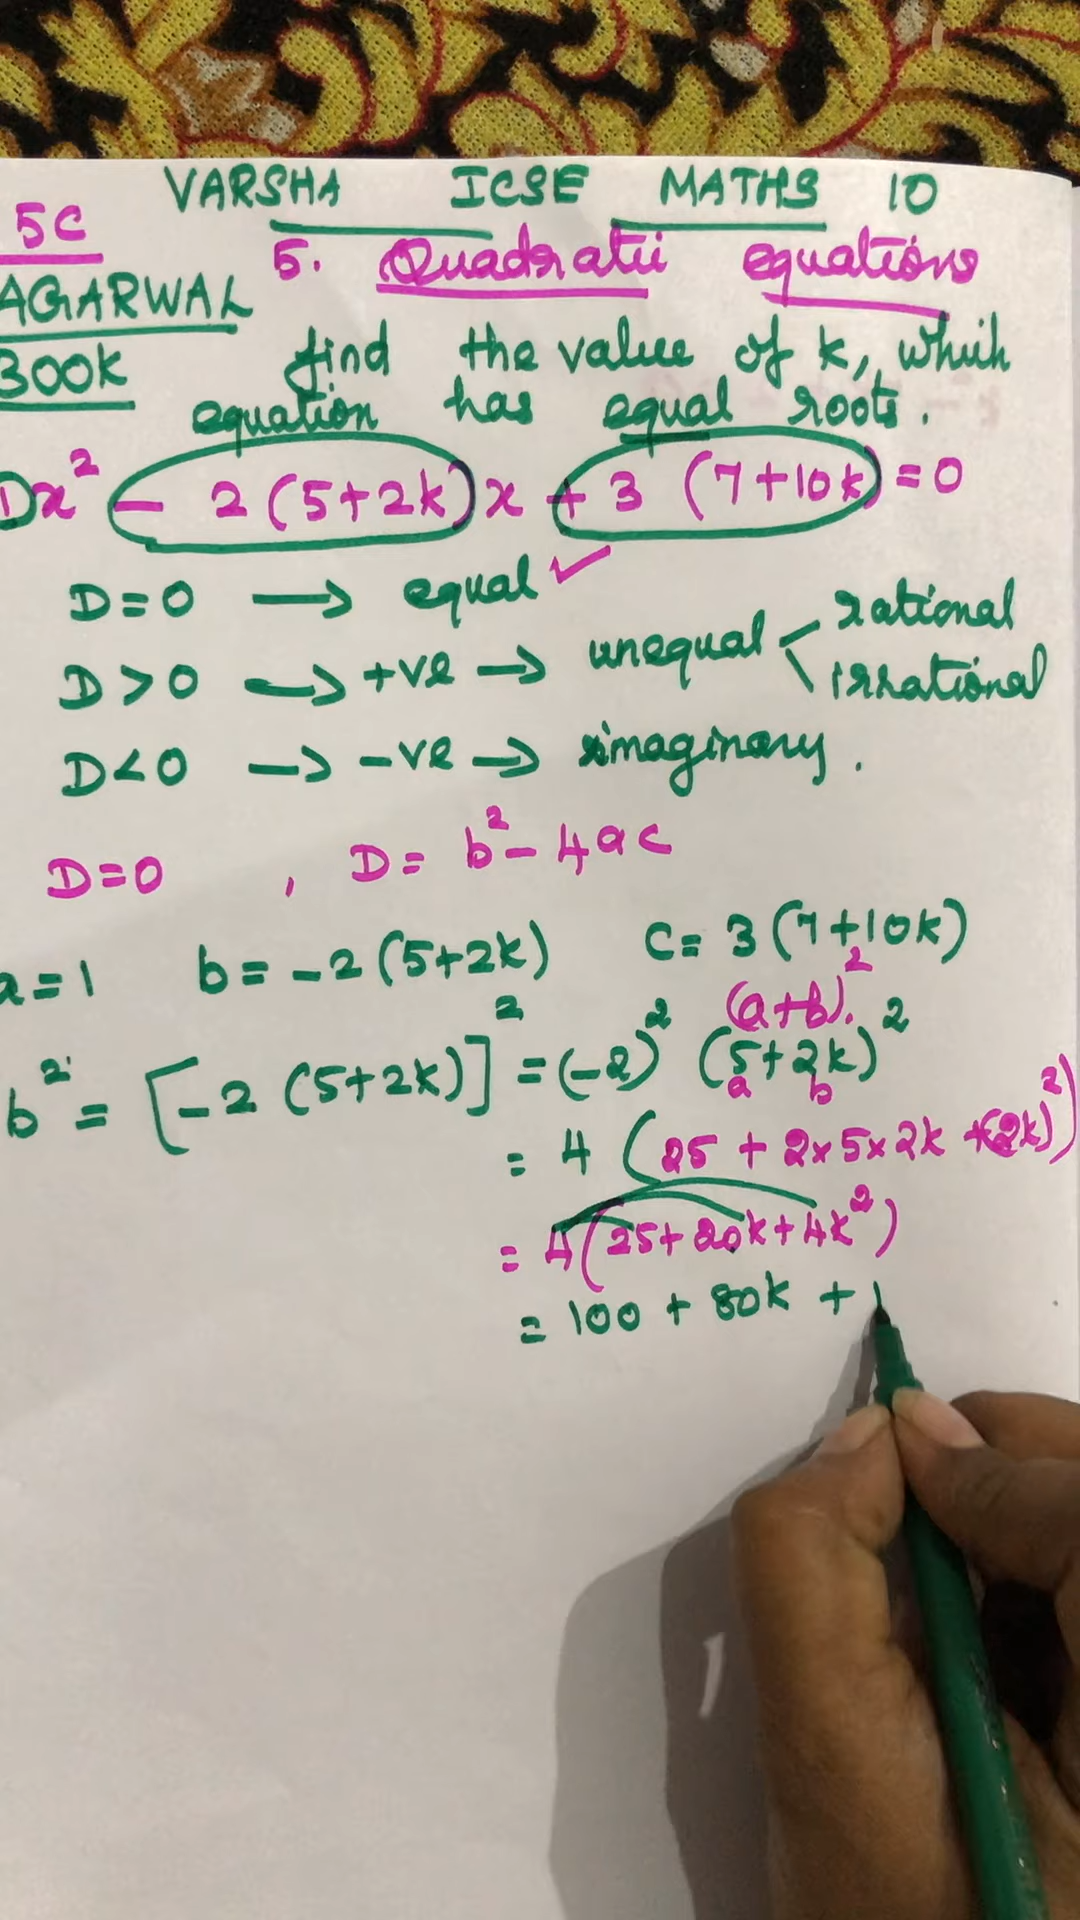 VARSHA ICSE MATHS 10
5C
5. Quadratic equations
AGARWAL
BOOK find the value of k, which
equation has equal roots.
1) x² - 2(5+2k)x + 3 (7+10k) = 0
D=0 → equal ✓
D>0 → +ve → unequal < rational
irrational
D<0 → -ve → imaginary.
D=0 , D= b²-4ac
a=1 b= -2(5+2k) c= 3(7+10k)
(a+b)²
b² = [-2 (5+2k)]² = (-2)² (5+2k)²
a b
= 4 (25 + 2×5×2k + (2k)²)
= 4(25+20k+4k²)
= 100 + 80k + 1